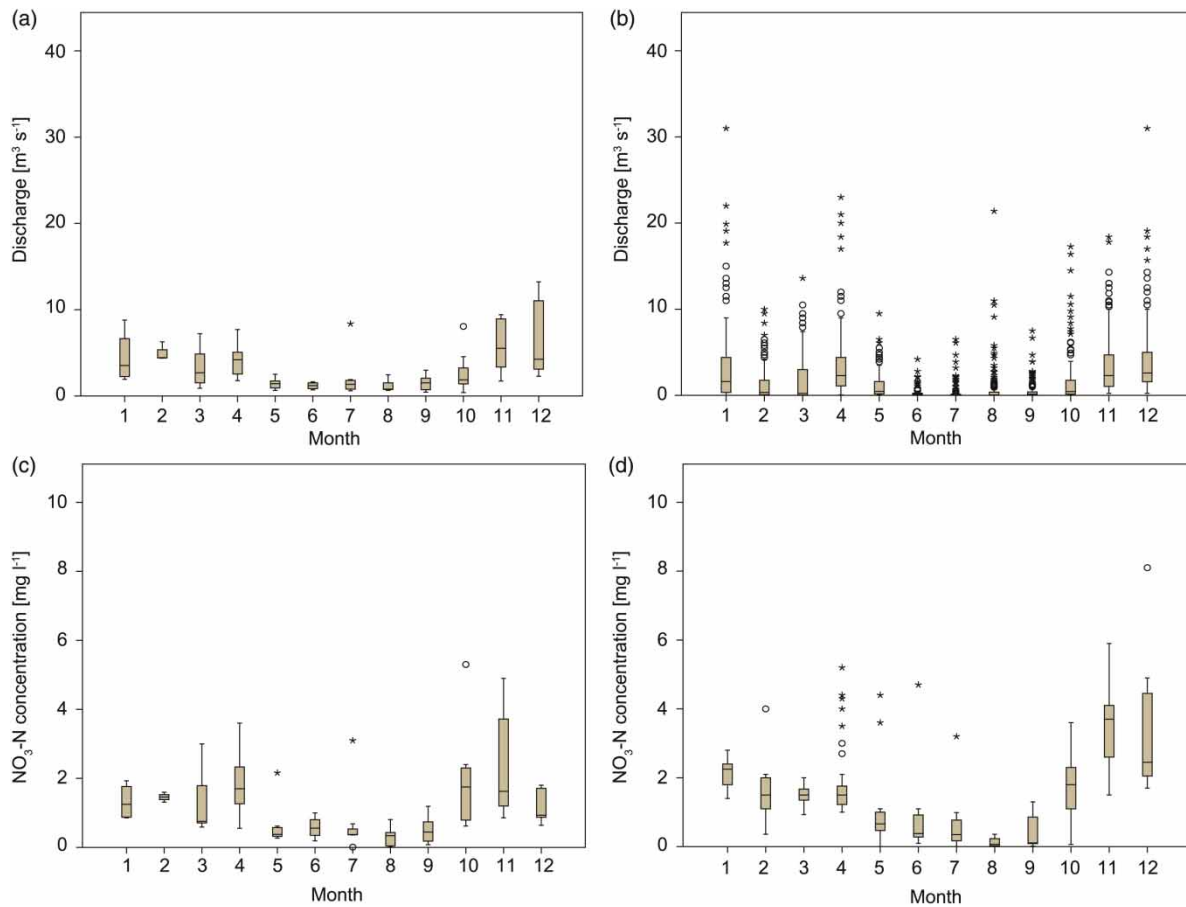 (a)
Discharge [m³ s⁻¹]
40
30
20
10
0
1 2 3 4 5 6 7 8 9 10 11 12
Month
(b)
Discharge [m³ s⁻¹]
40
30
20
10
0
1 2 3 4 5 6 7 8 9 10 11 12
Month
(c)
NO₃-N concentration [mg l⁻¹]
10
8
6
4
2
0
1 2 3 4 5 6 7 8 9 10 11 12
Month
(d)
NO₃-N concentration [mg l⁻¹]
10
8
6
4
2
0
1 2 3 4 5 6 7 8 9 10 11 12
Month